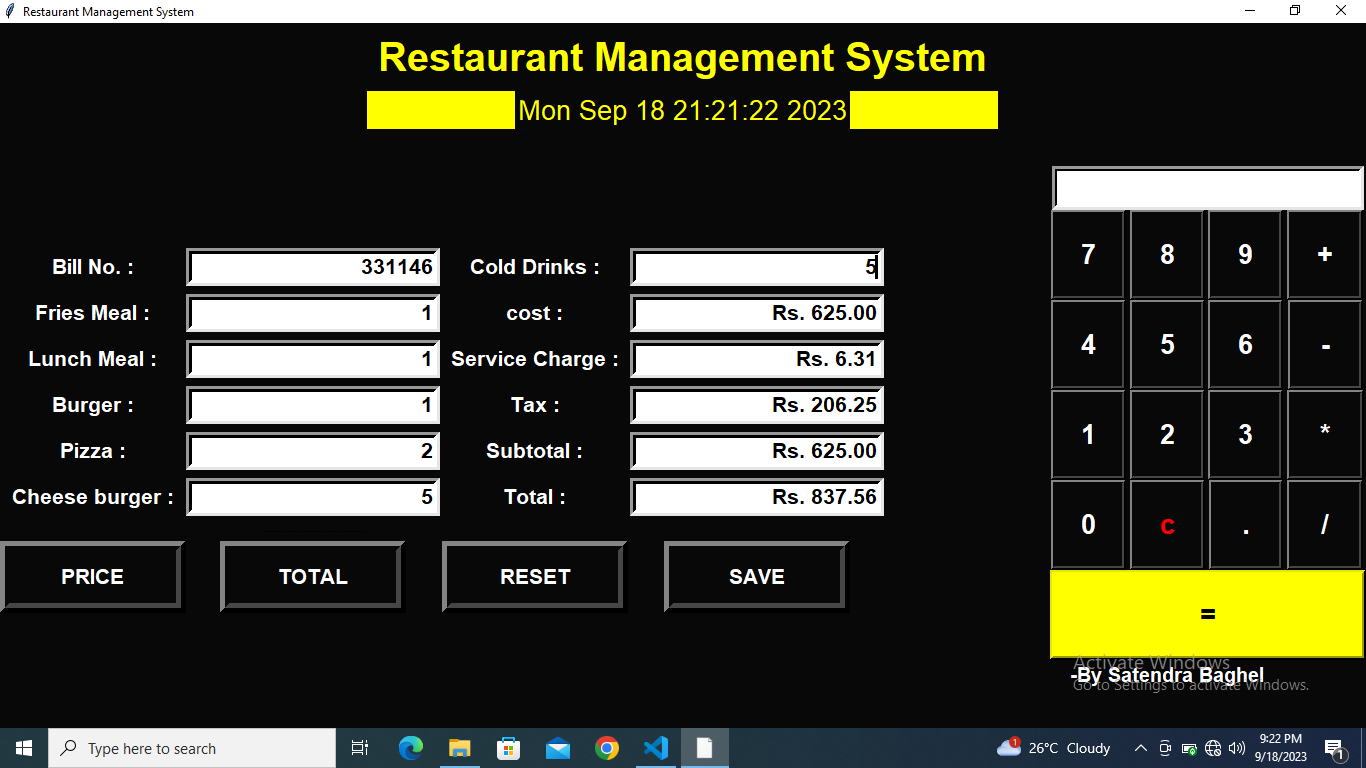 Restaurant Management System
Restaurant Management System
Mon Sep 18 21:21:22 2023
Bill No. : 331146 Cold Drinks : 5
Fries Meal : 1 cost : Rs. 625.00
Lunch Meal : 1 Service Charge : Rs. 6.31
Burger : 1 Tax : Rs. 206.25
Pizza : 2 Subtotal : Rs. 625.00
Cheese burger : 5 Total : Rs. 837.56
PRICE TOTAL RESET SAVE
7 8 9 +
4 5 6 -
1 2 3 *
0 c . /
=
Activate Windows
-By Satendra Baghel
Go to Settings to activate Windows.
Type here to search
1
26°C Cloudy
9:22 PM
9/18/2023
1